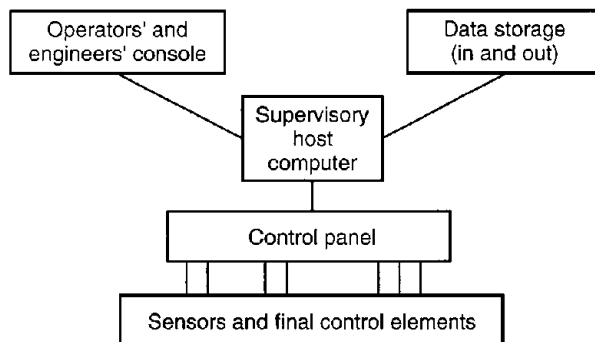 Operators' and
engineers' console
Data storage
(in and out)
Supervisory
host
computer
Control panel
Sensors and final control elements